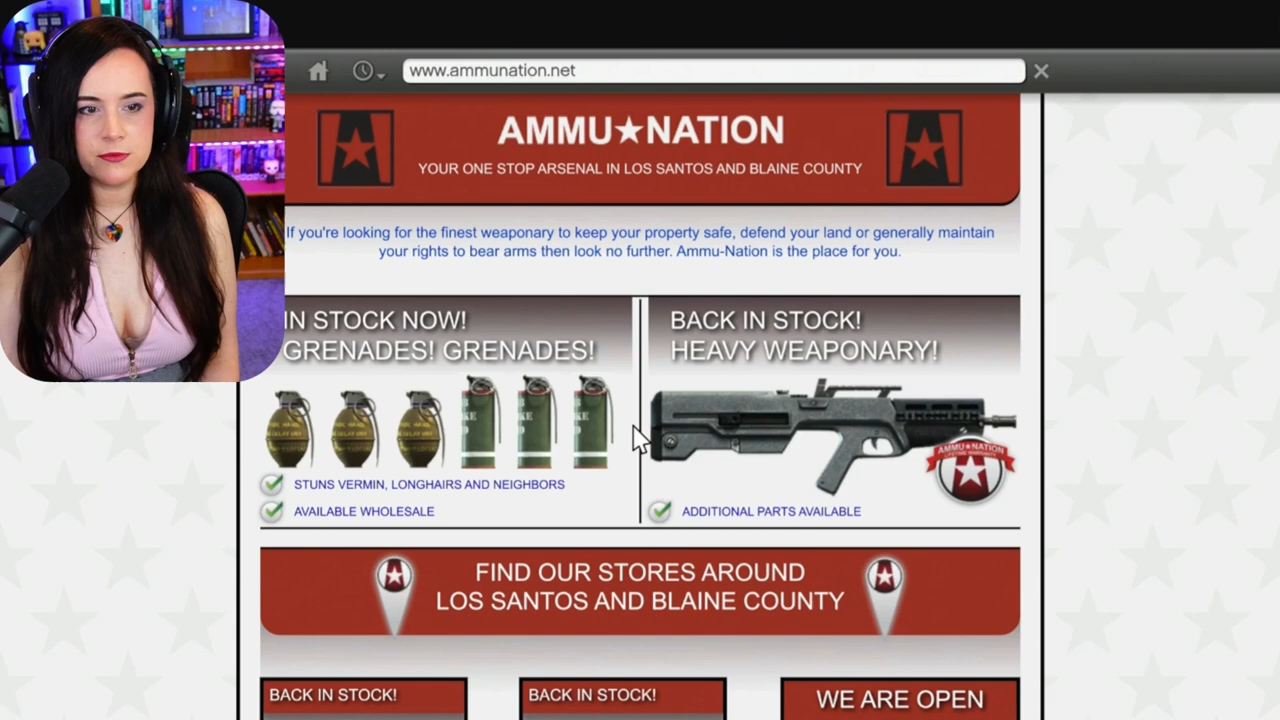 www.ammunation.net
AMMU★NATION
YOUR ONE STOP ARSENAL IN LOS SANTOS AND BLAINE COUNTY
If you're looking for the finest weaponary to keep your property safe, defend your land or generally maintain
your rights to bear arms then look no further. Ammu-Nation is the place for you.
IN STOCK NOW!
GRENADES! GRENADES!
STUNS VERMIN, LONGHAIRS AND NEIGHBORS
AVAILABLE WHOLESALE
BACK IN STOCK!
HEAVY WEAPONARY!
AMMU★NATION
ADDITIONAL PARTS AVAILABLE
FIND OUR STORES AROUND
LOS SANTOS AND BLAINE COUNTY
BACK IN STOCK!
BACK IN STOCK!
WE ARE OPEN